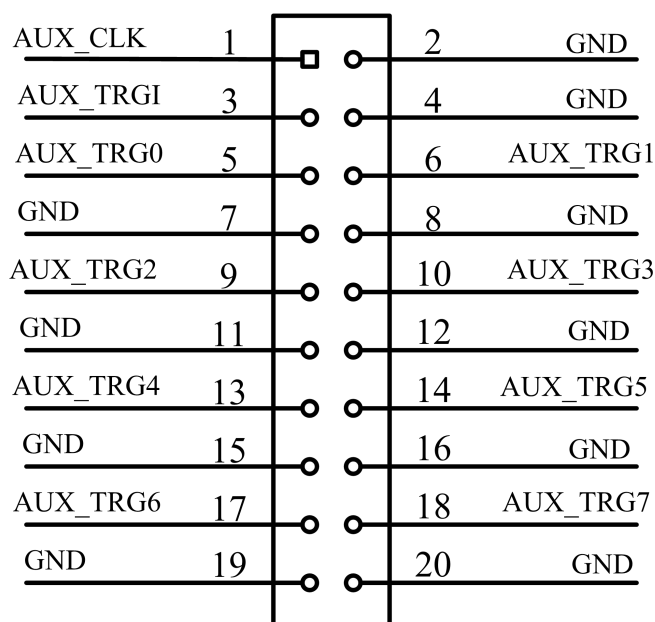 AUX_CLK 1 2 GND
AUX_TRGI 3 4 GND
AUX_TRG0 5 6 AUX_TRG1
GND 7 8 GND
AUX_TRG2 9 10 AUX_TRG3
GND 11 12 GND
AUX_TRG4 13 14 AUX_TRG5
GND 15 16 GND
AUX_TRG6 17 18 AUX_TRG7
GND 19 20 GND